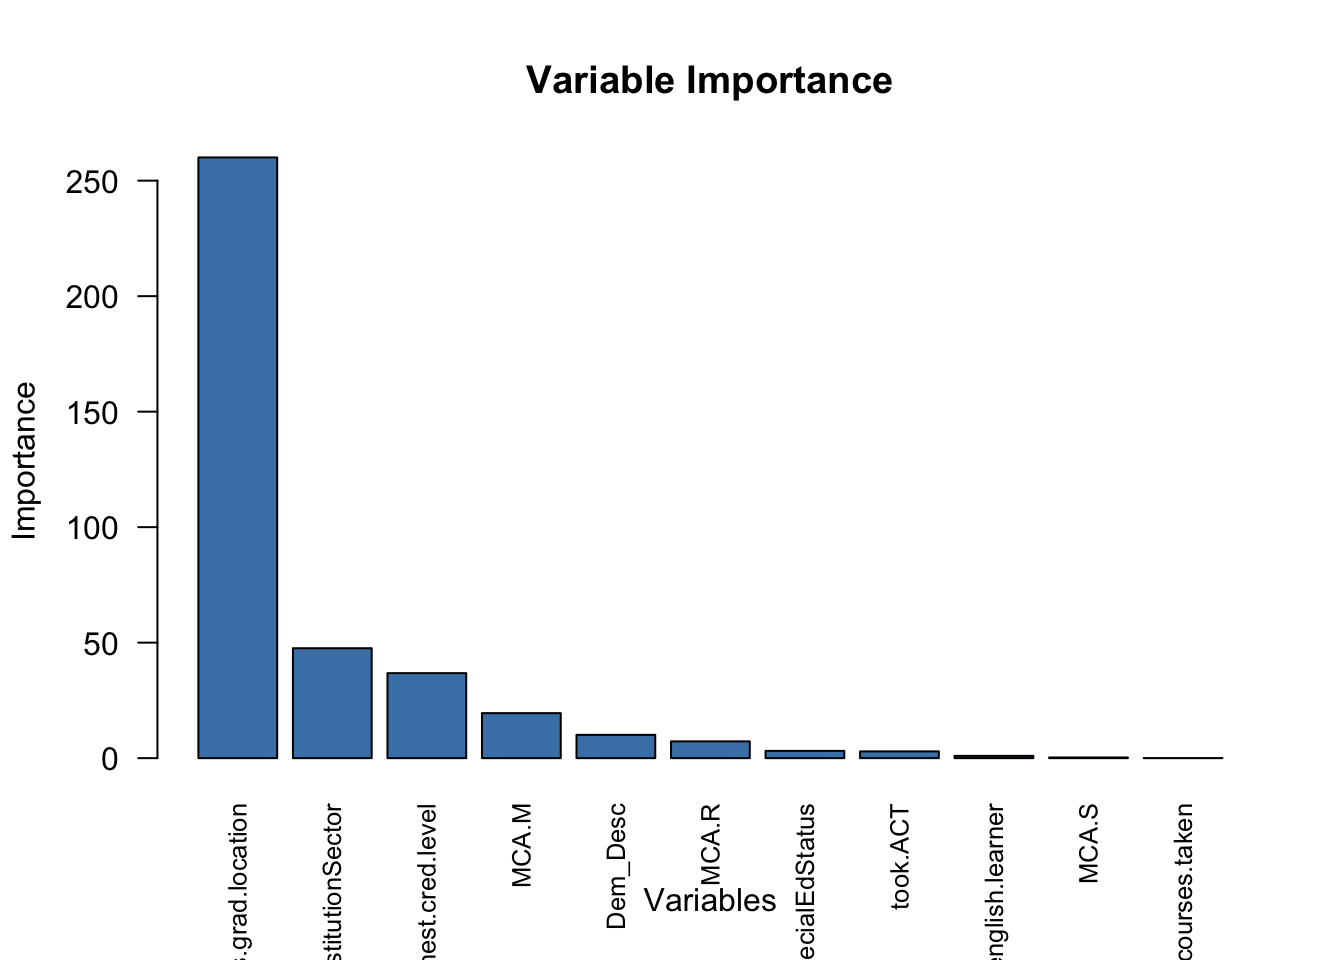 Variable Importance
Importance
250
200
150
100
50
0
s.grad.location
stitutionSector
hest.cred.level
MCA.M
Dem_Desc
MCA.R
ecialEdStatus
took.ACT
english.learner
MCA.S
courses.taken
Variables